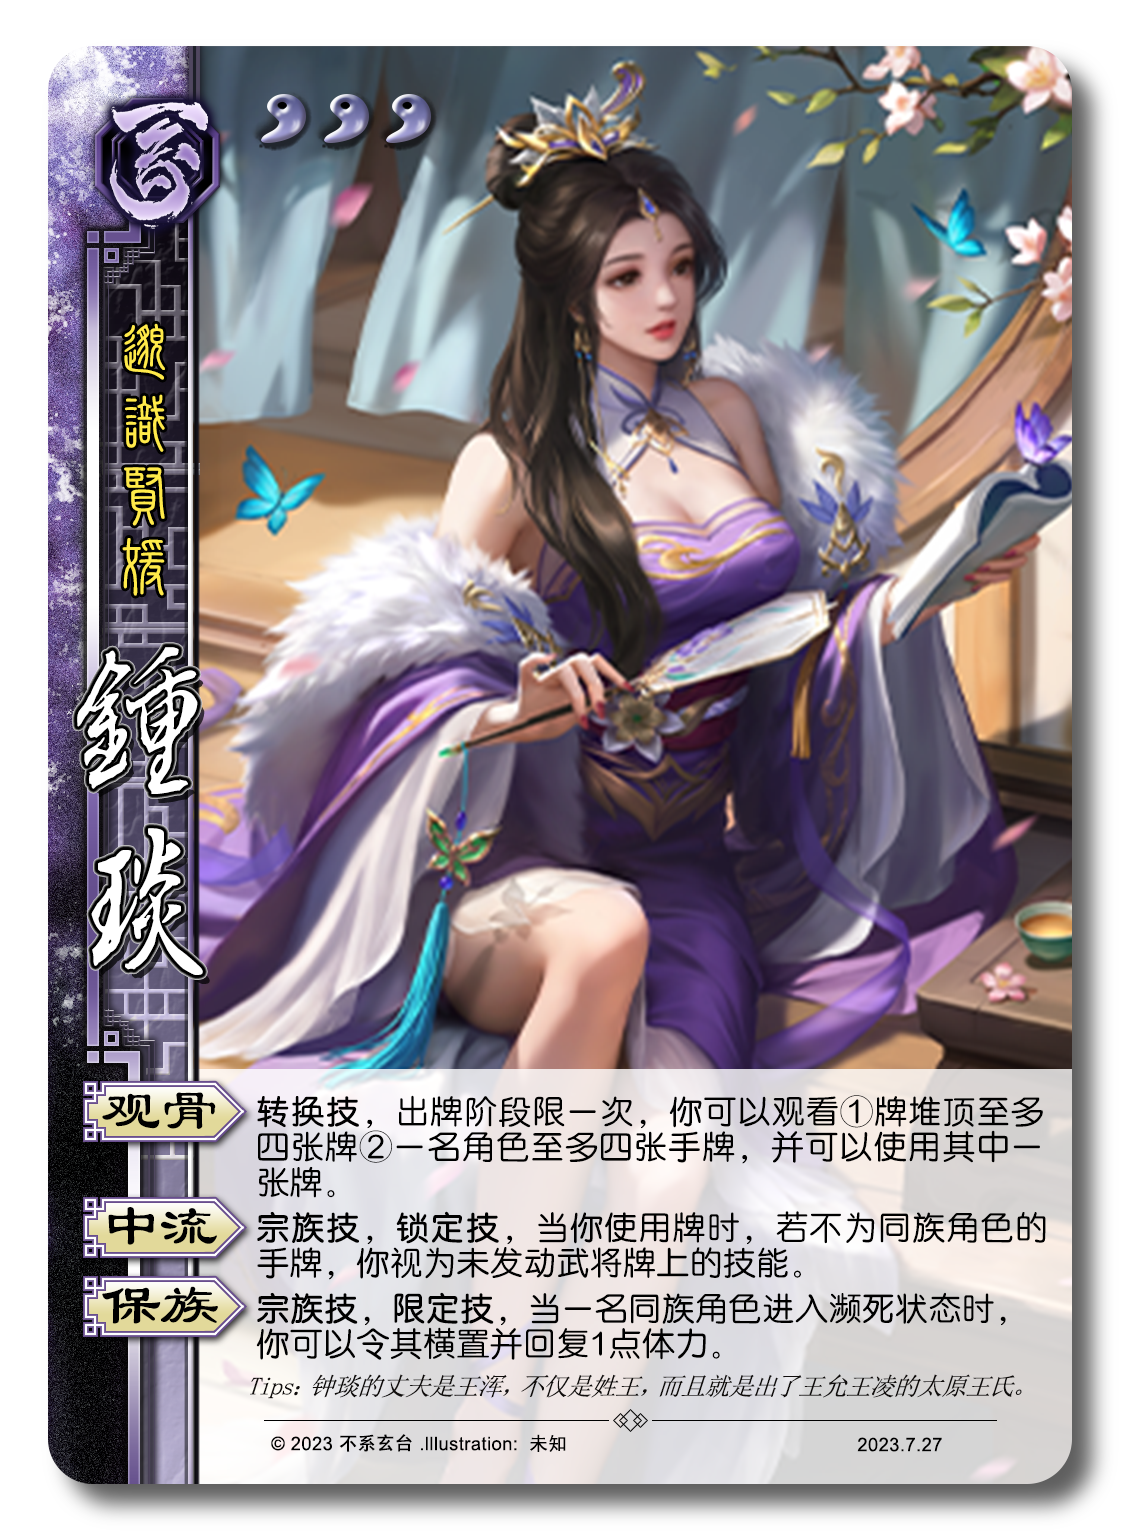 邈識賢媛
鍾琰
观骨
转换技，出牌阶段限一次，你可以观看①牌堆顶至多
四张牌②一名角色至多四张手牌，并可以使用其中一
张牌。
中流
宗族技，锁定技，当你使用牌时，若不为同族角色的
手牌，你视为未发动武将牌上的技能。
保族
宗族技，限定技，当一名同族角色进入濒死状态时，
你可以令其横置并回复1点体力。
Tips：钟琰的丈夫是王浑，不仅是姓王，而且就是出了王允王凌的太原王氏。
© 2023 不系玄台 .Illustration: 未知
2023.7.27